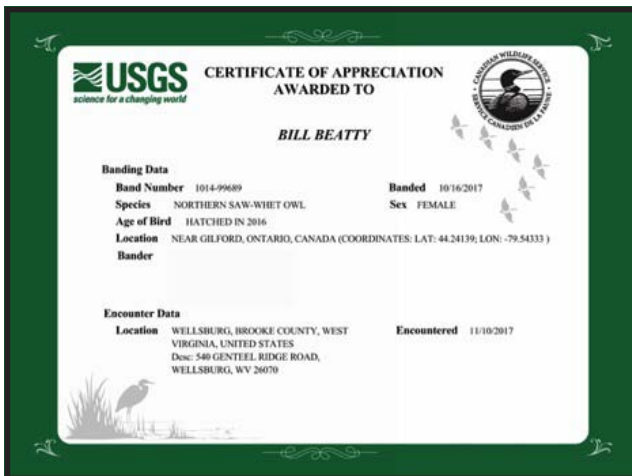 USGS
science for a changing world
CERTIFICATE OF APPRECIATION
AWARDED TO
CANADIAN WILDLIFE SERVICE
SERVICE CANADIEN DE LA FAUNE
BILL BEATTY
Banding Data
Band Number 1014-99689 Banded 10/16/2017
Species NORTHERN SAW-WHET OWL Sex FEMALE
Age of Bird HATCHED IN 2016
Location NEAR GILFORD, ONTARIO, CANADA (COORDINATES: LAT: 44.24139; LON: -79.54333 )
Bander
Encounter Data
Location WELLSBURG, BROOKE COUNTY, WEST Encountered 11/10/2017
VIRGINIA, UNITED STATES
Desc: 540 GENTEEL RIDGE ROAD,
WELLSBURG, WV 26070